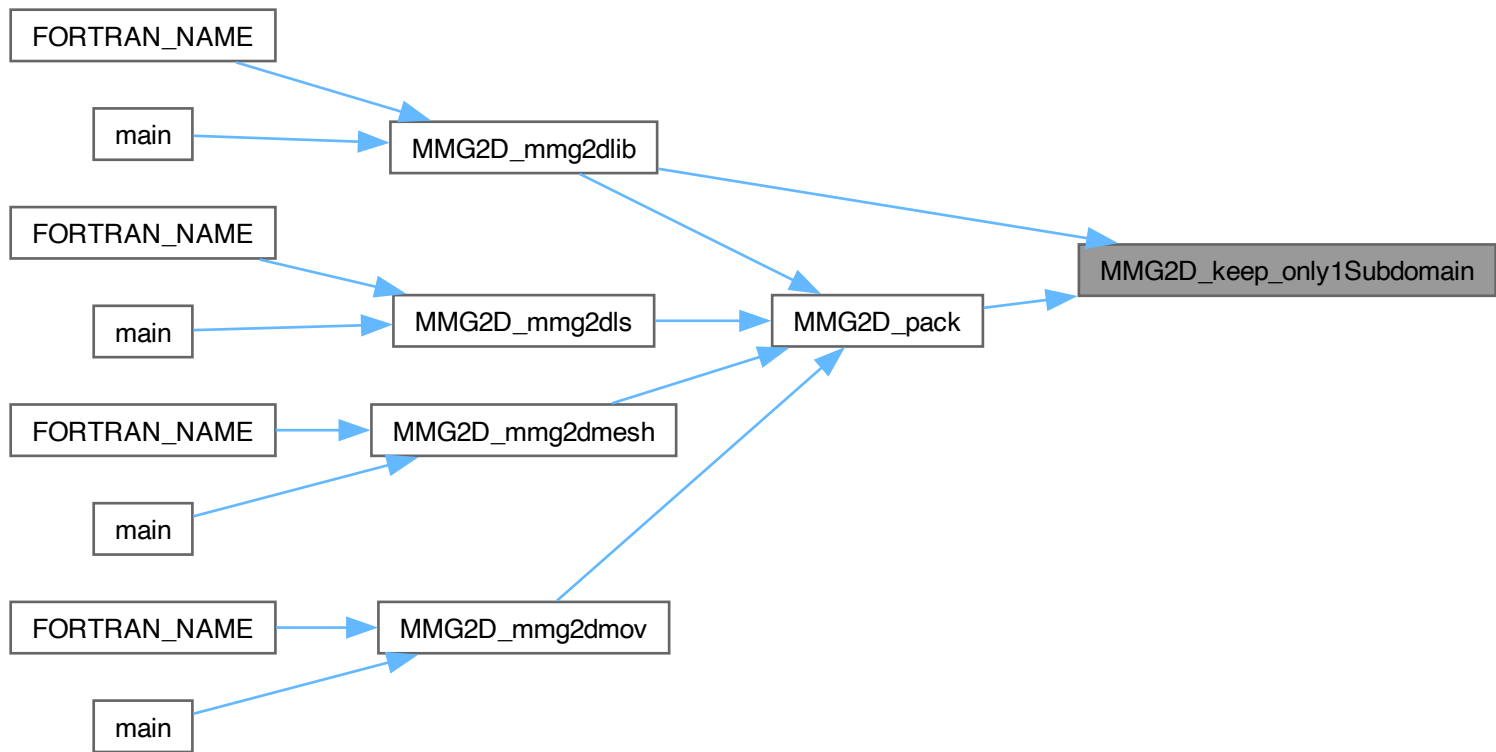 FORTRAN_NAME
main
MMG2D_mmg2dlib
FORTRAN_NAME
main
MMG2D_mmg2dls
MMG2D_pack
MMG2D_keep_only1Subdomain
FORTRAN_NAME
main
MMG2D_mmg2dmesh
FORTRAN_NAME
main
MMG2D_mmg2dmov